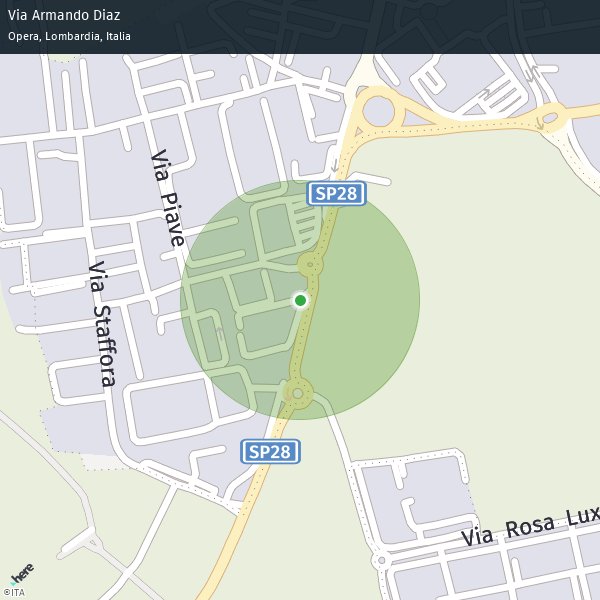 Via Armando Diaz
Opera, Lombardia, Italia
Via Piave
SP28
Via Staffora
SP28
Via Rosa Lux
here
©ITA